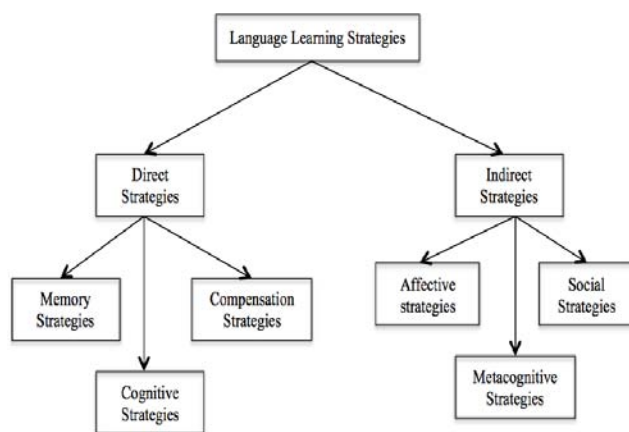 Language Learning Strategies
Direct
Strategies
Indirect
Strategies
Memory
Strategies
Compensation
Strategies
Cognitive
Strategies
Affective
strategies
Social
Strategies
Metacognitive
Strategies